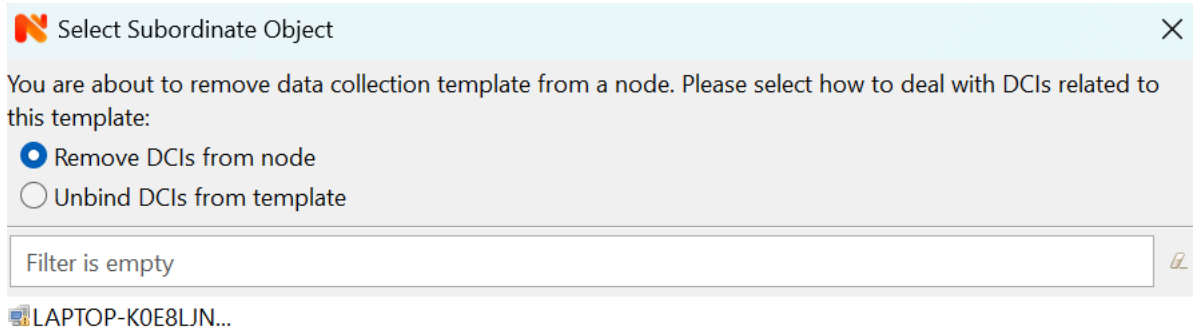 Select Subordinate Object
You are about to remove data collection template from a node. Please select how to deal with DCIs related to
this template:
Remove DCIs from node
Unbind DCIs from template
Filter is empty
LAPTOP-K0E8LJN...